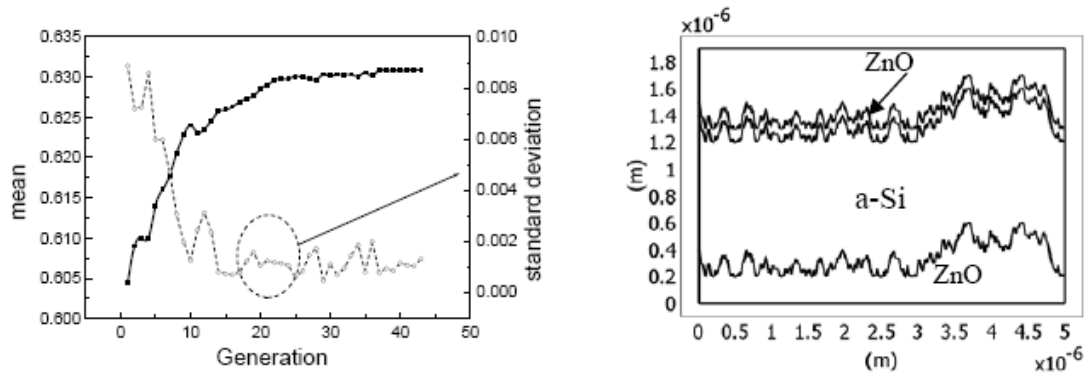 0.635
0.630
0.625
0.620
0.615
0.610
0.605
0.600
mean
0.010
0.008
0.006
0.004
0.002
0.000
standard deviation
0 10 20 30 40 50
Generation
x10⁻⁶
1.8
1.6
1.4
1.2
1
0.8
0.6
0.4
0.2
0
(m)
ZnO
a-Si
ZnO
0 0.5 1 1.5 2 2.5 3 3.5 4 4.5 5
(m)
x10⁻⁶